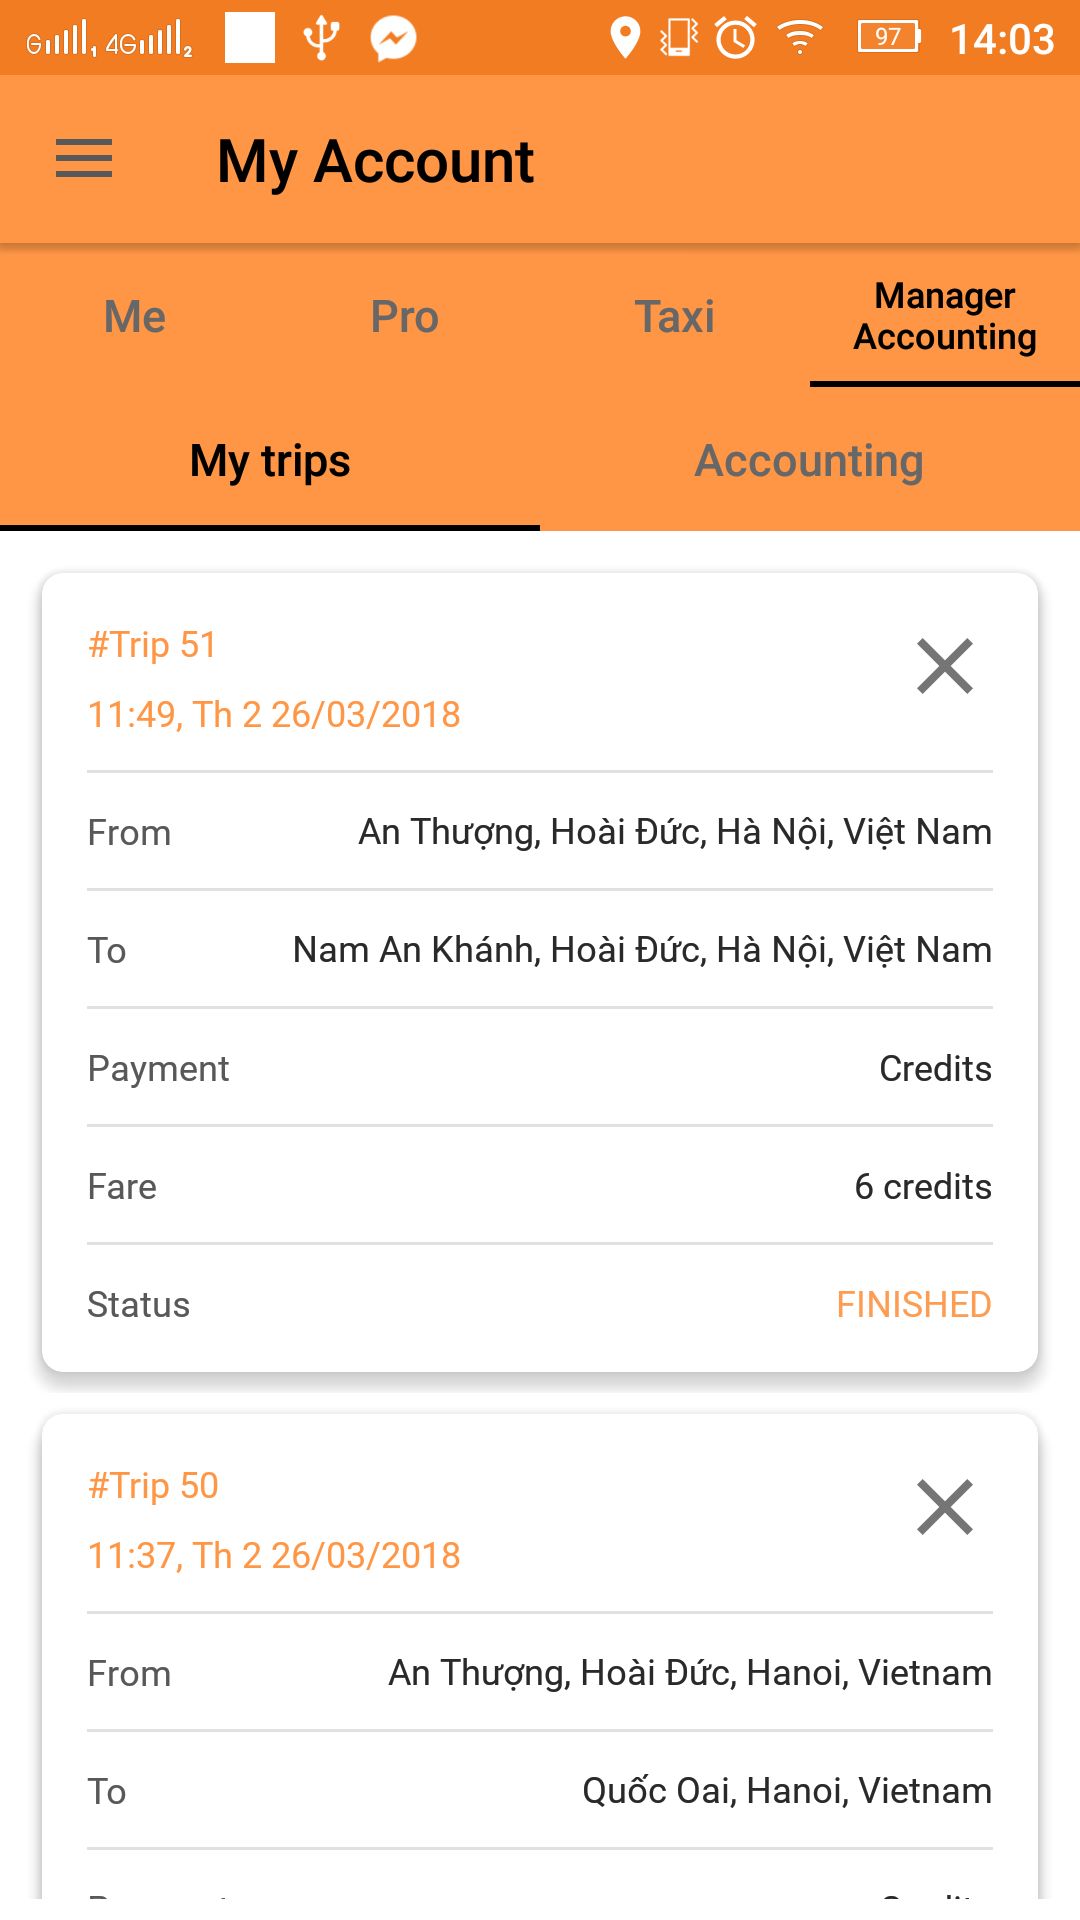 G 1 4G 2 97 14:03
My Account
Me Pro Taxi Manager
Accounting
My trips Accounting
#Trip 51
11:49, Th 2 26/03/2018
From An Thượng, Hoài Đức, Hà Nội, Việt Nam
To Nam An Khánh, Hoài Đức, Hà Nội, Việt Nam
Payment Credits
Fare 6 credits
Status FINISHED
#Trip 50
11:37, Th 2 26/03/2018
From An Thượng, Hoài Đức, Hanoi, Vietnam
To Quốc Oai, Hanoi, Vietnam